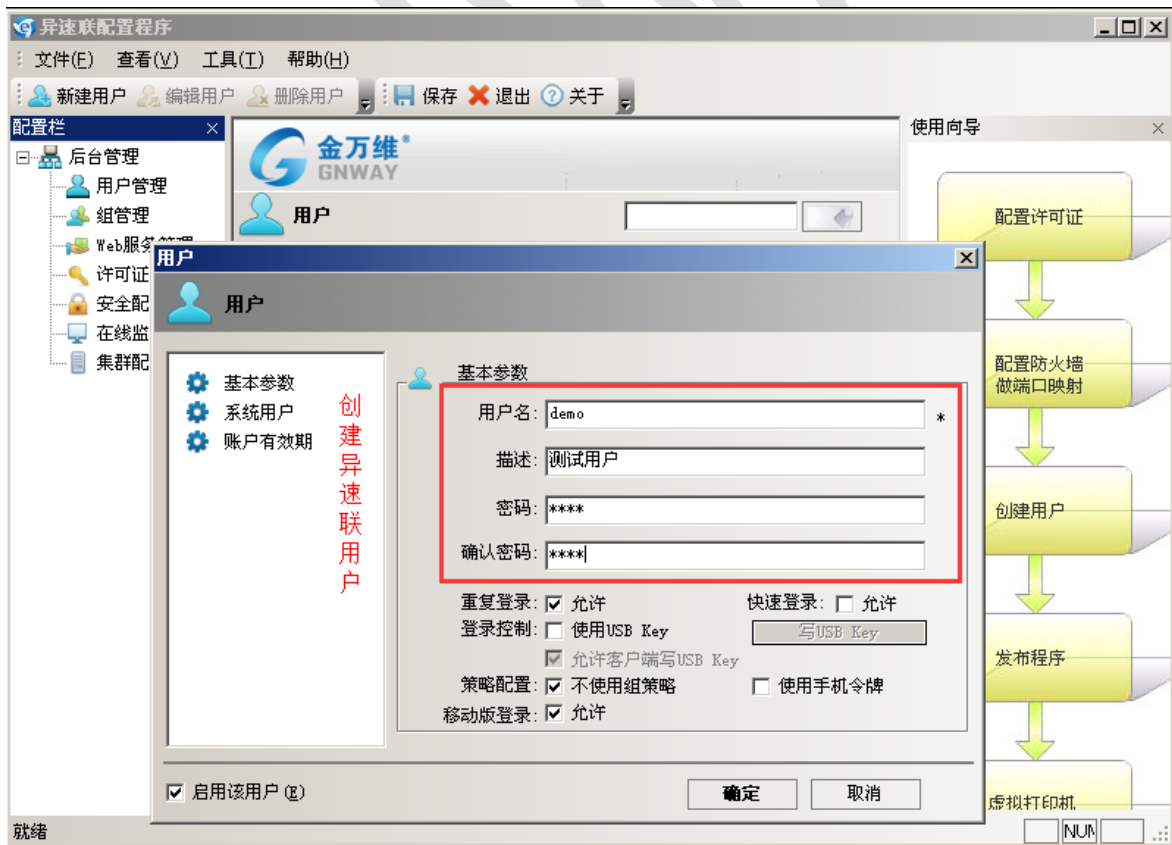 异速联配置程序
文件(F) 查看(V) 工具(T) 帮助(H)
新建用户 编辑用户 删除用户 保存 退出 关于
配置栏
后台管理
用户管理
组管理
Web服务管理
许可证
安全配
在线监
集群配
金万维
GNWAY
用户
用户
用户
基本参数
系统用户
账户有效期
创建异速联用户
基本参数
用户名: demo *
描述: 测试用户
密码: ****
确认密码: ****
重复登录: 允许 快速登录: 允许
登录控制: 使用USB Key 写USB Key
允许客户端写USB Key
策略配置: 不使用组策略 使用手机令牌
移动版登录: 允许
启用该用户(E) 确定 取消
使用向导
配置许可证
配置防火墙
做端口映射
创建用户
发布程序
虚拟打印机
就绪
NUM